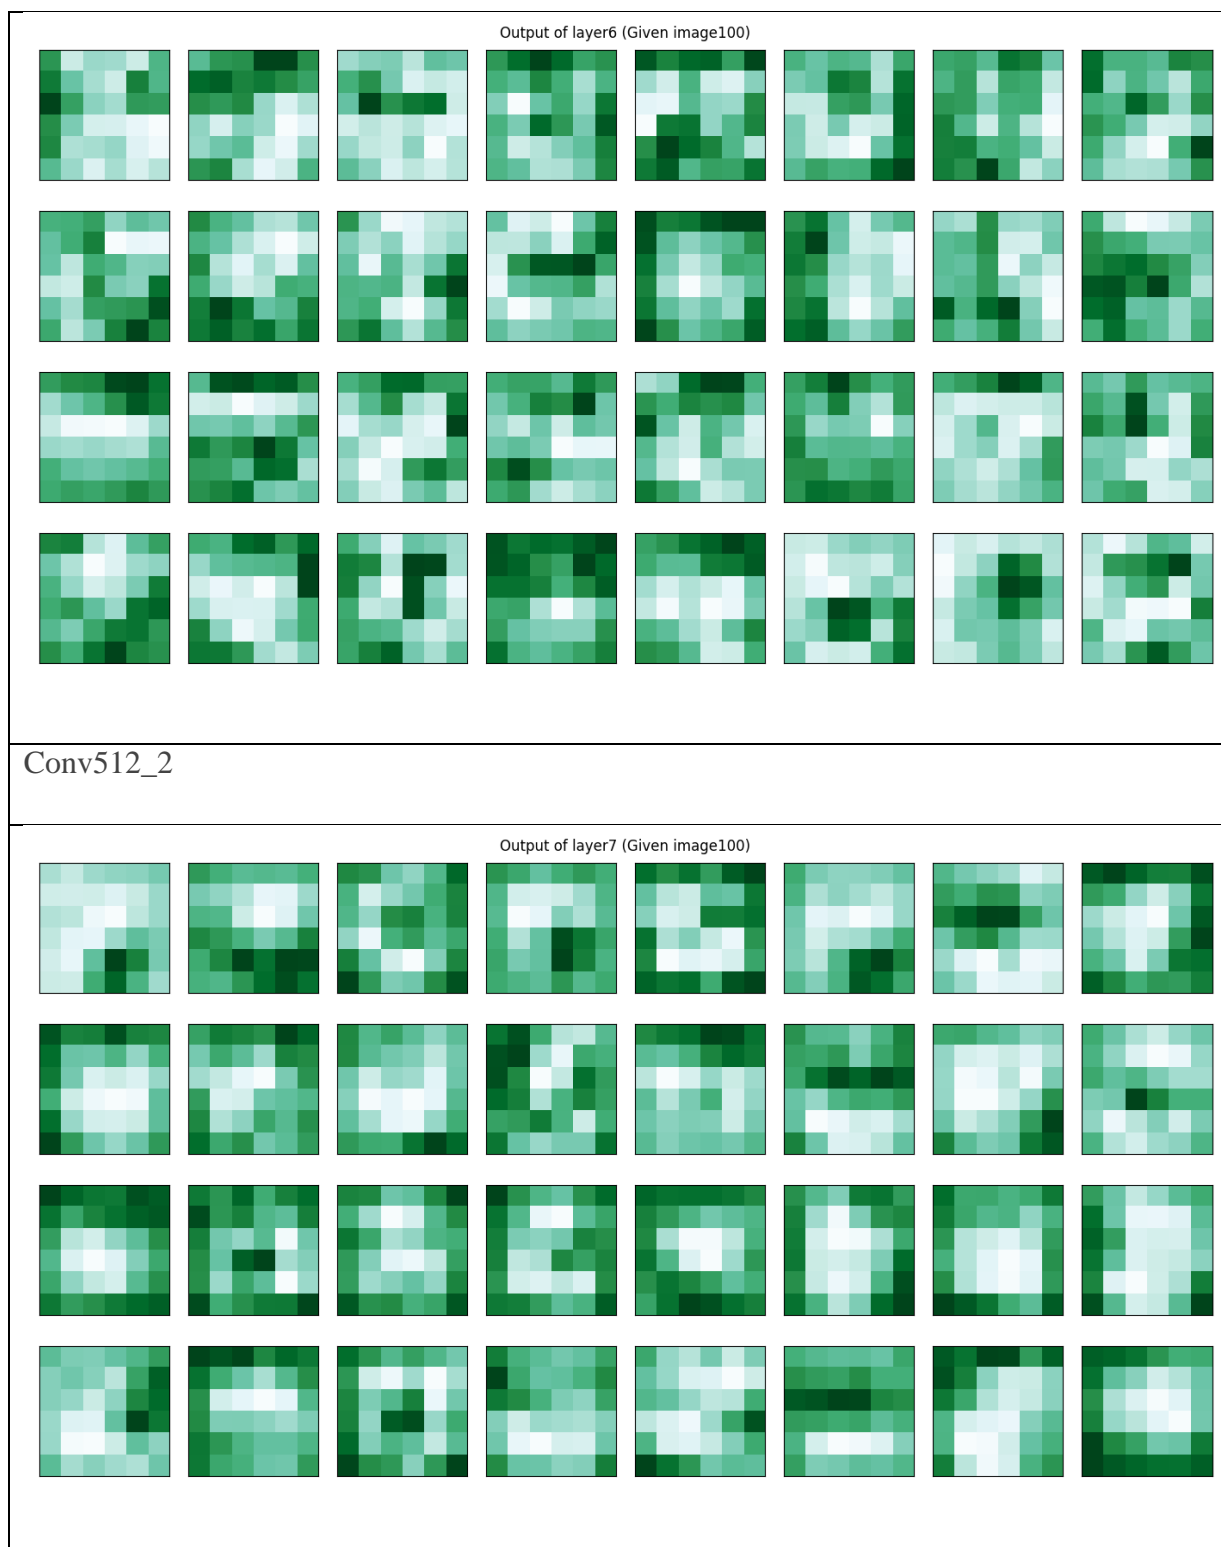 Output of layer6 (Given image100)
Conv512_2
Output of layer7 (Given image100)